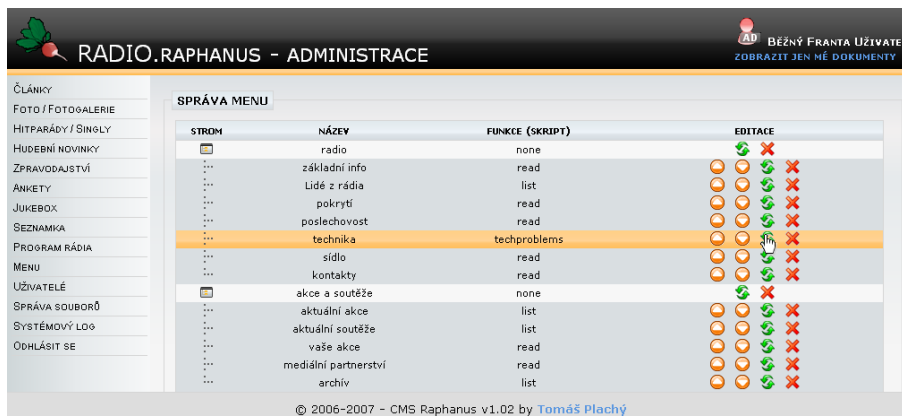 RADIO.RAPHANUS - ADMINISTRACE
AD
BĚŽNÝ FRANTA UŽIVATE
ZOBRAZIT JEN MÉ DOKUMENTY
ČLÁNKY
FOTO / FOTOGALERIE
HITPARÁDY / SINGLY
HUDEBNÍ NOVINKY
ZPRAVODAJSTVÍ
ANKETY
JUKEBOX
SEZNAMKA
PROGRAM RÁDIA
MENU
UŽIVATELÉ
SPRÁVA SOUBORŮ
SYSTÉMOVÝ LOG
ODHLÁSIT SE
SPRÁVA MENU
STROM NÁZEV FUNKCE (SKRIPT) EDITACE
radio none
základní info read
Lidé z rádia list
pokrytí read
poslechovost read
technika techproblems
sídlo read
kontakty read
akce a soutěže none
aktuální akce list
aktuální soutěže list
vaše akce read
mediální partnerství read
archív list
© 2006-2007 - CMS Raphanus v1.02 by Tomáš Plachý